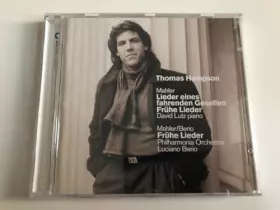 Thomas Hampson
Mahler
Lieder eines
fahrenden Gesellen
Frühe Lieder
David Lutz piano
Mahler/Berio
Frühe Lieder
Philharmonia Orchestra
Luciano Berio